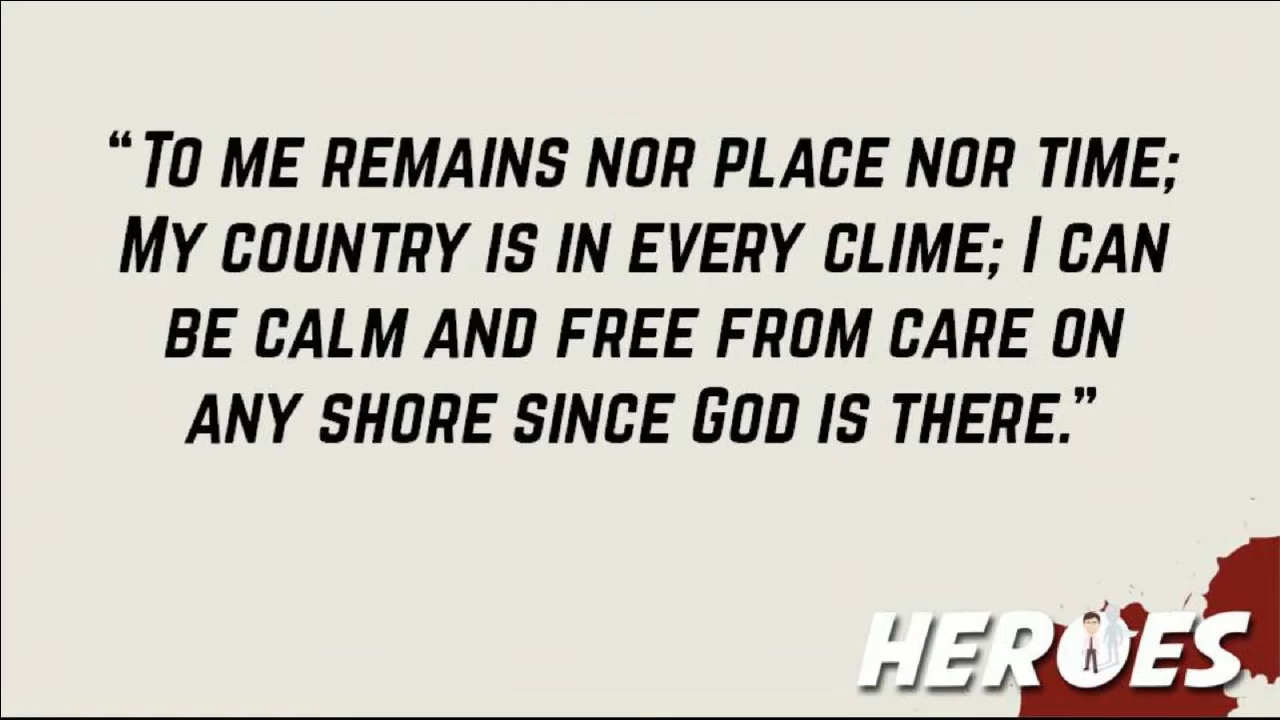 “To me remains nor place nor time;
My country is in every clime; I can
be calm and free from care on
any shore since God is there.”
HEROES